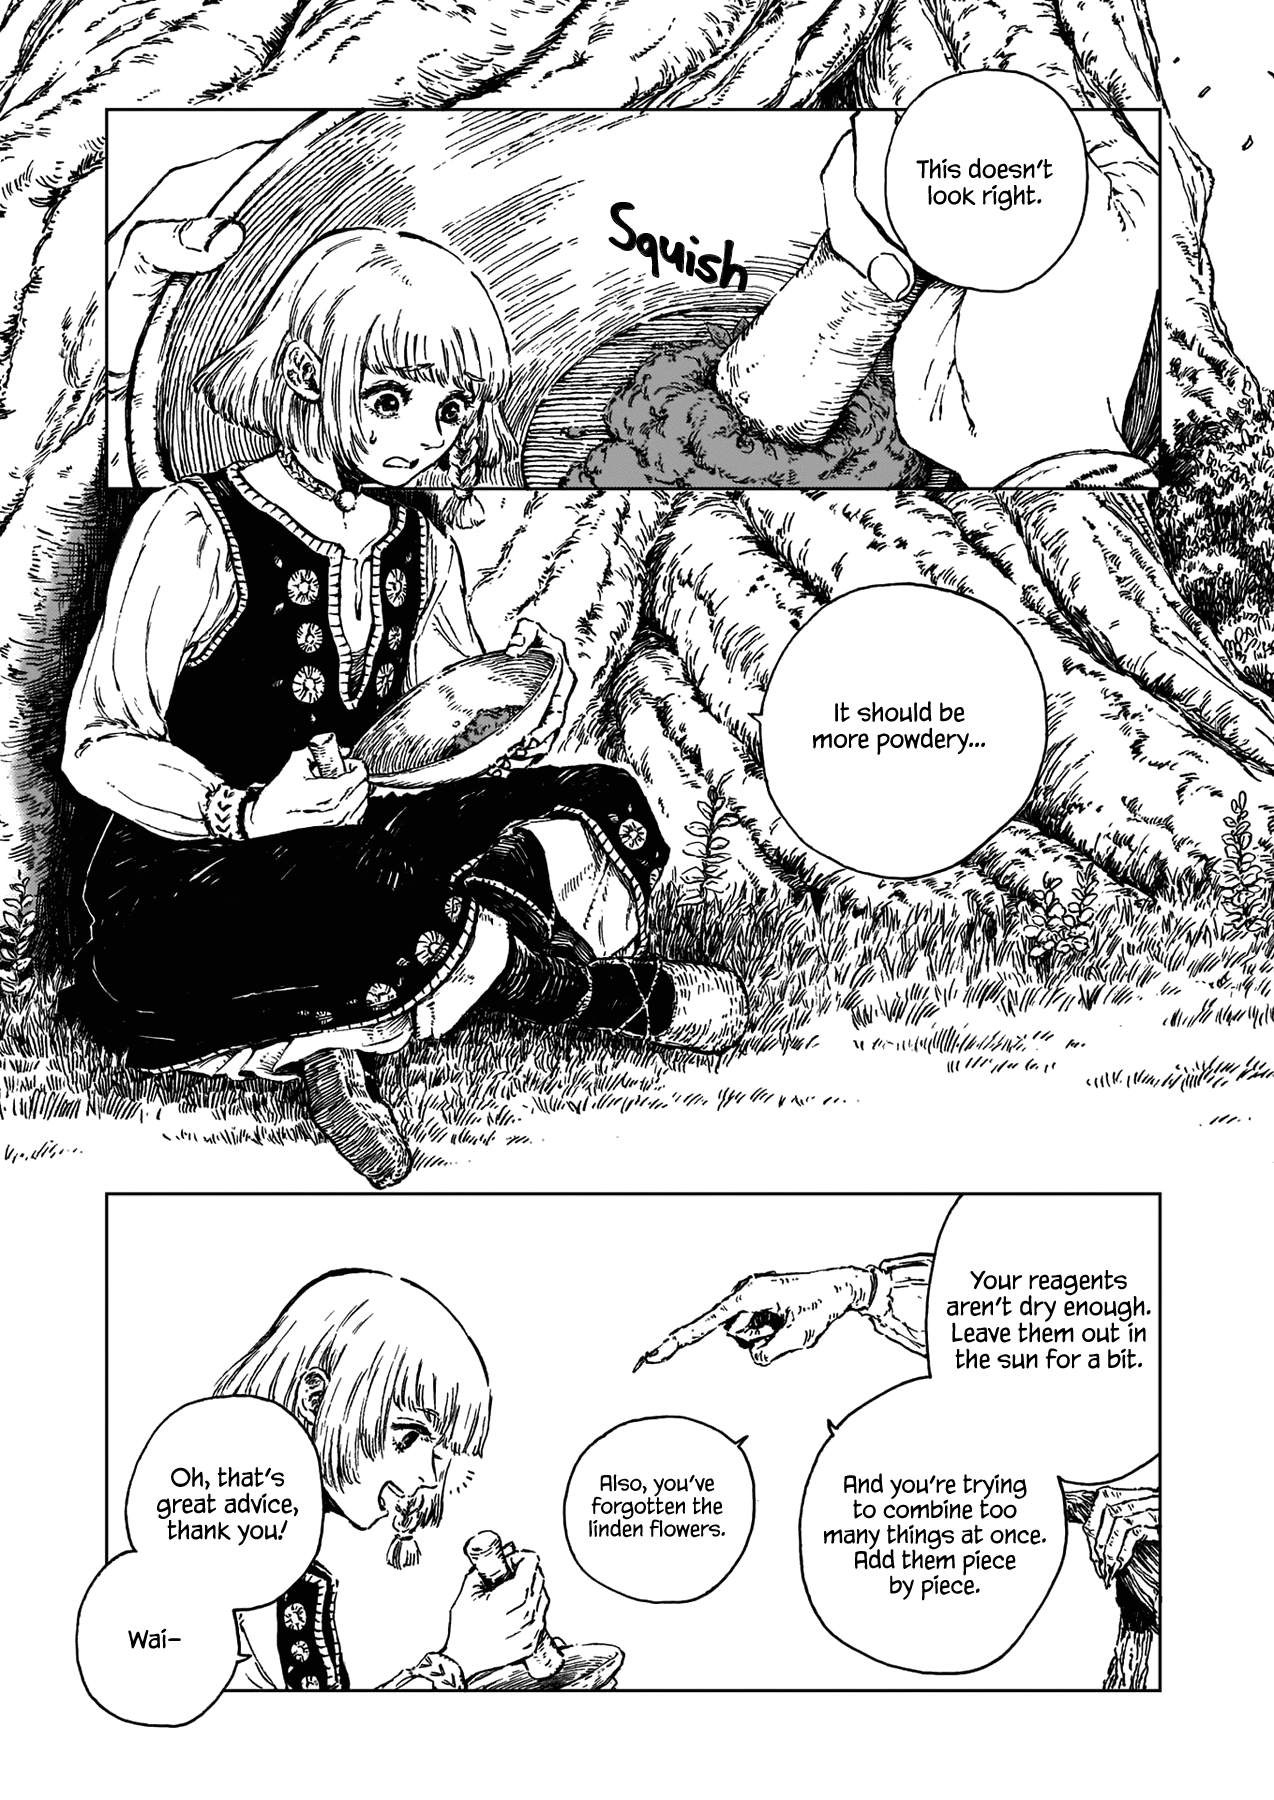 This doesn't
look right.
Squish
It should be
more powdery...
Your reagents
aren't dry enough.
Leave them out in
the sun for a bit.
And you're trying
to combine too
many things at once.
Add them piece
by piece.
Also, you've
forgotten the
linden flowers.
Oh, that's
great advice,
thank you!
Wai–